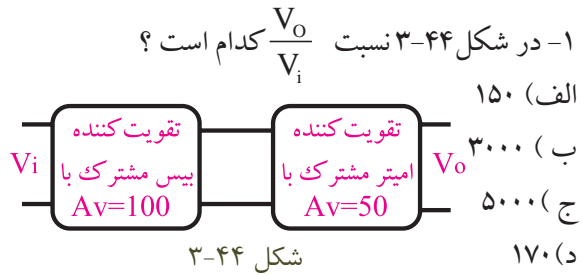 ۱- در شکل ۴۴-۳ نسبت Vo/Vi کدام است ؟
الف) ۱۵۰
ب ) ۳۰۰۰
ج )۵۰۰۰
د)۱۷۰
Vi
تقویت کننده
بیس مشترک با
Av=100
تقویت کننده
امیتر مشترک با
Av=50
Vo
شکل ۴۴-۳